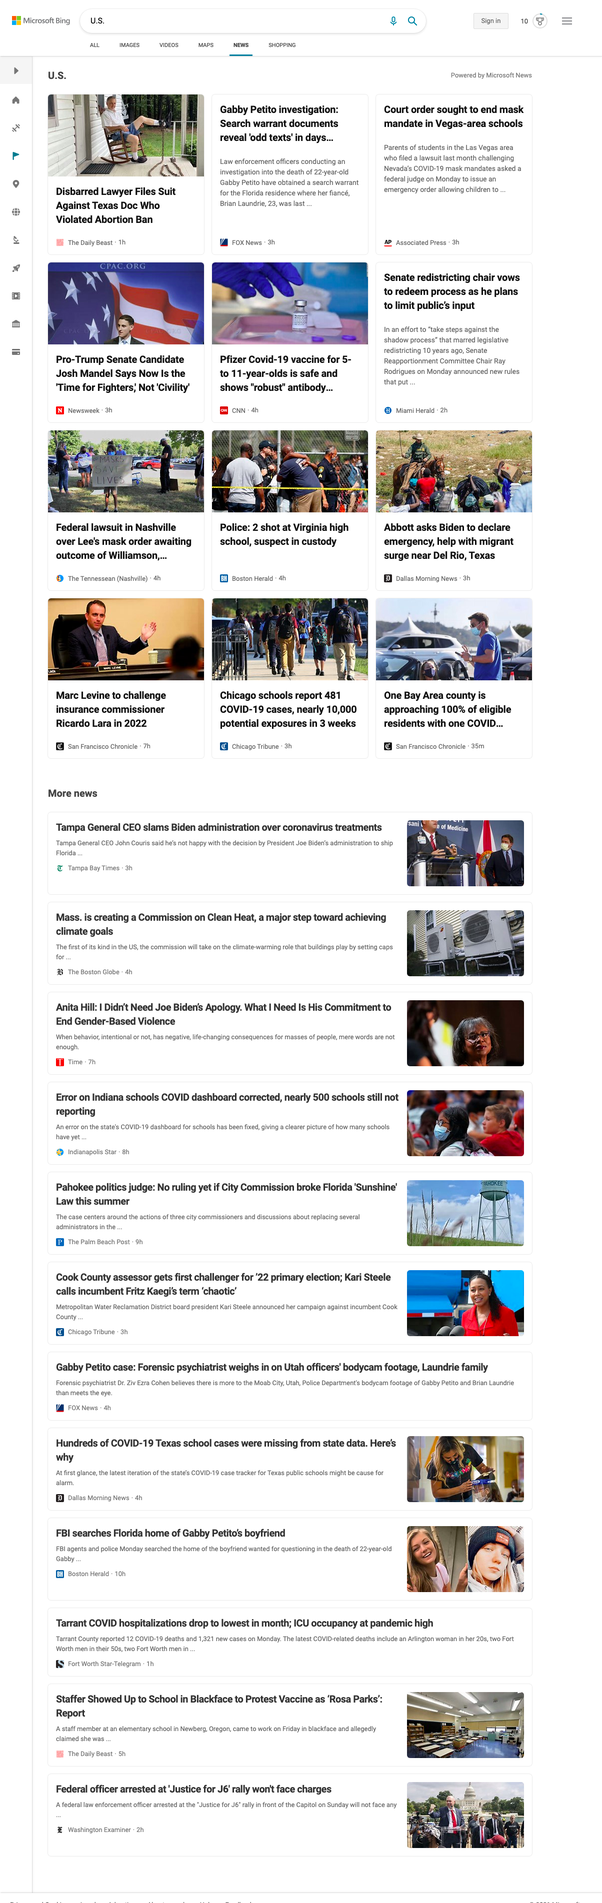 Microsoft Bing
U.S.
Sign in
10
ALL IMAGES VIDEOS MAPS NEWS SHOPPING
U.S.
Powered by Microsoft News
Disbarred Lawyer Files Suit
Against Texas Doc Who
Violated Abortion Ban
The Daily Beast · 1h
Gabby Petito investigation:
Search warrant documents
reveal 'odd texts' in days...
Law enforcement officers conducting an
investigation into the death of 22-year-old
Gabby Petito have obtained a search warrant
for the Florida residence where her fiancé,
Brian Laundrie, 23, was last ...
FOX News · 3h
Court order sought to end mask
mandate in Vegas-area schools
Parents of students in the Las Vegas area
who filed a lawsuit last month challenging
Nevada's COVID-19 mask mandates asked a
federal judge on Monday to issue an
emergency order allowing children to ...
AP
Associated Press · 3h
CPAC.ORG
Pro-Trump Senate Candidate
Josh Mandel Says Now Is the
'Time for Fighters,' Not 'Civility'
Newsweek · 3h
Pfizer Covid-19 vaccine for 5-
to 11-year-olds is safe and
shows "robust" antibody...
CNN · 4h
Senate redistricting chair vows
to redeem process as he plans
to limit public's input
In an effort to "take steps against the
shadow process" that marred legislative
redistricting 10 years ago, Senate
Reapportionment Committee Chair Ray
Rodrigues on Monday announced new rules
that put ...
Miami Herald · 2h
Federal lawsuit in Nashville
over Lee's mask order awaiting
outcome of Williamson,...
The Tennessean (Nashville) · 4h
Police: 2 shot at Virginia high
school, suspect in custody
Boston Herald · 4h
Abbott asks Biden to declare
emergency, help with migrant
surge near Del Rio, Texas
Dallas Morning News · 3h
Marc Levine to challenge
insurance commissioner
Ricardo Lara in 2022
San Francisco Chronicle · 7h
Chicago schools report 481
COVID-19 cases, nearly 10,000
potential exposures in 3 weeks
Chicago Tribune · 3h
One Bay Area county is
approaching 100% of eligible
residents with one COVID...
San Francisco Chronicle · 35m
More news
Tampa General CEO slams Biden administration over coronavirus treatments
Tampa General CEO John Couris said he's not happy with the decision by President Joe Biden's administration to ship
Florida ...
Tampa Bay Times · 3h
Mass. is creating a Commission on Clean Heat, a major step toward achieving
climate goals
The first of its kind in the US, the commission will take on the climate-warming role that buildings play by setting caps
for ...
The Boston Globe · 4h
Anita Hill: I Didn't Need Joe Biden's Apology. What I Need Is His Commitment to
End Gender-Based Violence
When behavior, intentional or not, has negative, life-changing consequences for masses of people, mere words are not
enough.
Time · 7h
Error on Indiana schools COVID dashboard corrected, nearly 500 schools still not
reporting
An error on the state's COVID-19 dashboard for schools has been fixed, giving a clearer picture of how many schools
have yet ...
Indianapolis Star · 8h
Pahokee politics judge: No ruling yet if City Commission broke Florida 'Sunshine'
Law this summer
The case centers around the actions of three city commissioners and discussions about replacing several
administrators in the ...
The Palm Beach Post · 9h
Cook County assessor gets first challenger for '22 primary election; Kari Steele
calls incumbent Fritz Kaegi's term 'chaotic'
Metropolitan Water Reclamation District board president Kari Steele announced her campaign against incumbent Cook
County ...
Chicago Tribune · 3h
Gabby Petito case: Forensic psychiatrist weighs in on Utah officers' bodycam footage, Laundrie family
Forensic psychiatrist Dr. Ziv Ezra Cohen believes there is more to the Moab City, Utah, Police Department's bodycam footage of Gabby Petito and Brian Laundrie
than meets the eye.
FOX News · 4h
Hundreds of COVID-19 Texas school cases were missing from state data. Here's
why
At first glance, the latest iteration of the state's COVID-19 case tracker for Texas public schools might be cause for
alarm.
Dallas Morning News · 4h
FBI searches Florida home of Gabby Petito's boyfriend
FBI agents and police Monday searched the home of the boyfriend wanted for questioning in the death of 22-year-old
Gabby ...
Boston Herald · 10h
Tarrant COVID hospitalizations drop to lowest in month; ICU occupancy at pandemic high
Tarrant County reported 12 COVID-19 deaths and 1,321 new cases on Monday. The latest COVID-related deaths include an Arlington woman in her 20s, two Fort
Worth men in their 50s, two Fort Worth men in ...
Fort Worth Star-Telegram · 1h
Staffer Showed Up to School in Blackface to Protest Vaccine as 'Rosa Parks':
Report
A staff member at an elementary school in Newberg, Oregon, came to work on Friday in blackface and allegedly
claimed she was ...
The Daily Beast · 5h
Federal officer arrested at 'Justice for J6' rally won't face charges
A federal law enforcement officer arrested at the "Justice for J6" rally in front of the Capitol on Sunday will not face any
...
Washington Examiner · 2h